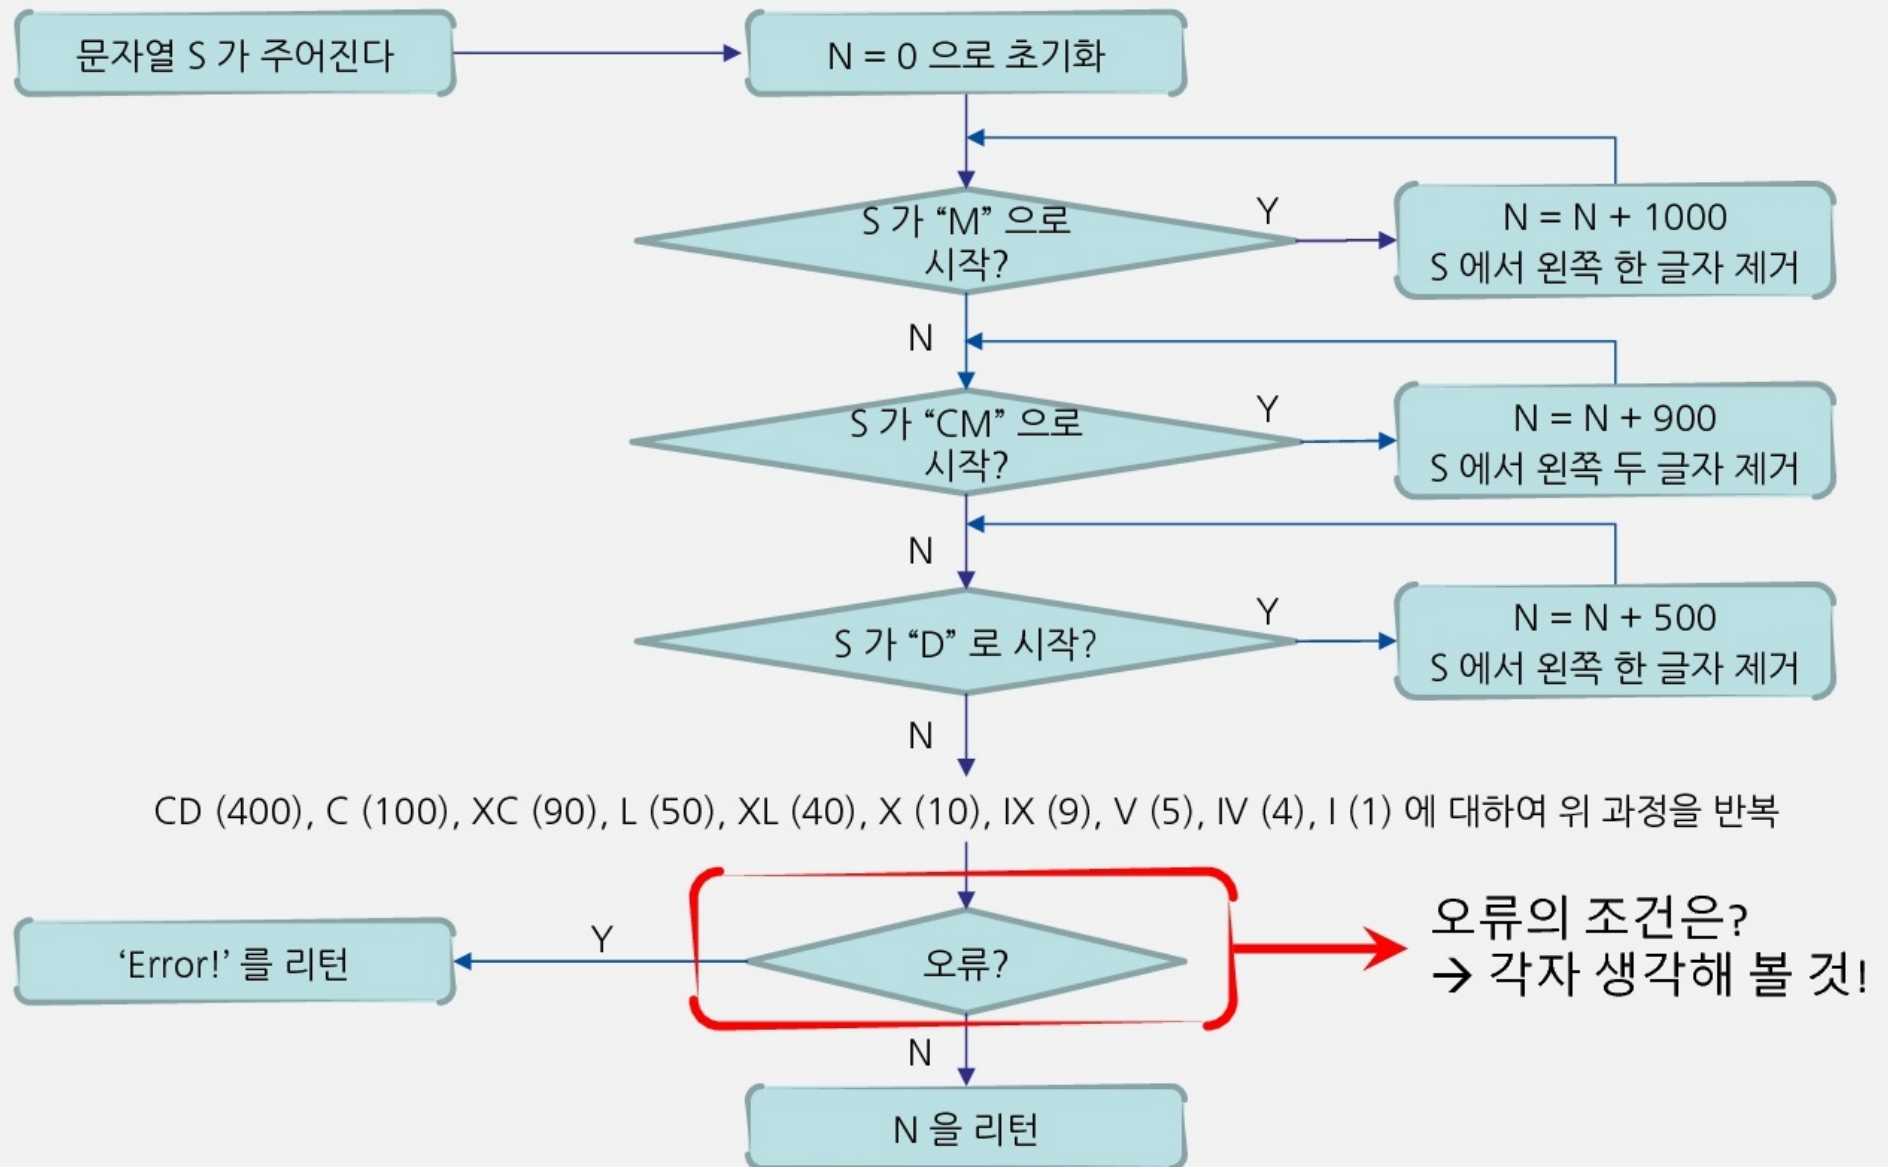 문자열 S 가 주어진다
N = 0 으로 초기화
S 가 “M” 으로
시작?
Y
N = N + 1000
S 에서 왼쪽 한 글자 제거
N
S 가 “CM” 으로
시작?
Y
N = N + 900
S 에서 왼쪽 두 글자 제거
N
S 가 “D” 로 시작?
Y
N = N + 500
S 에서 왼쪽 한 글자 제거
N
CD (400), C (100), XC (90), L (50), XL (40), X (10), IX (9), V (5), IV (4), I (1) 에 대하여 위 과정을 반복
오류?
Y
‘Error!’ 를 리턴
오류의 조건은?
→ 각자 생각해 볼 것!
N
N 을 리턴